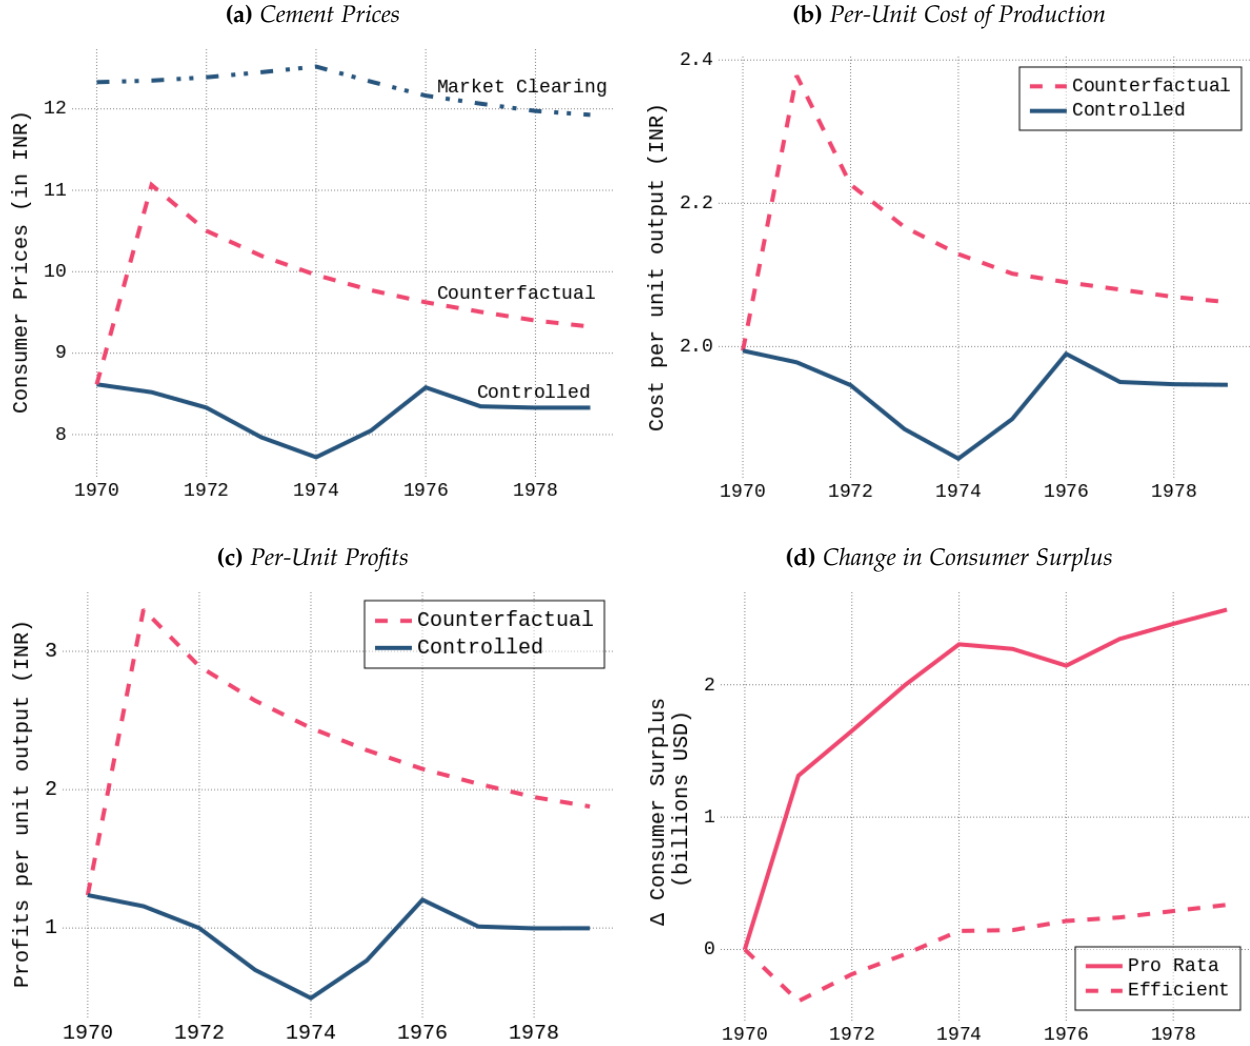 (a) Cement Prices
Consumer Prices (in INR)
12
11
10
9
8
Market Clearing
Counterfactual
Controlled
1970 1972 1974 1976 1978
(b) Per-Unit Cost of Production
Cost per unit output (INR)
2.4
2.2
2.0
Counterfactual
Controlled
1970 1972 1974 1976 1978
(c) Per-Unit Profits
Profits per unit output (INR)
3
2
1
Counterfactual
Controlled
1970 1972 1974 1976 1978
(d) Change in Consumer Surplus
Δ Consumer Surplus
(billions USD)
2
1
0
Pro Rata
Efficient
1970 1972 1974 1976 1978